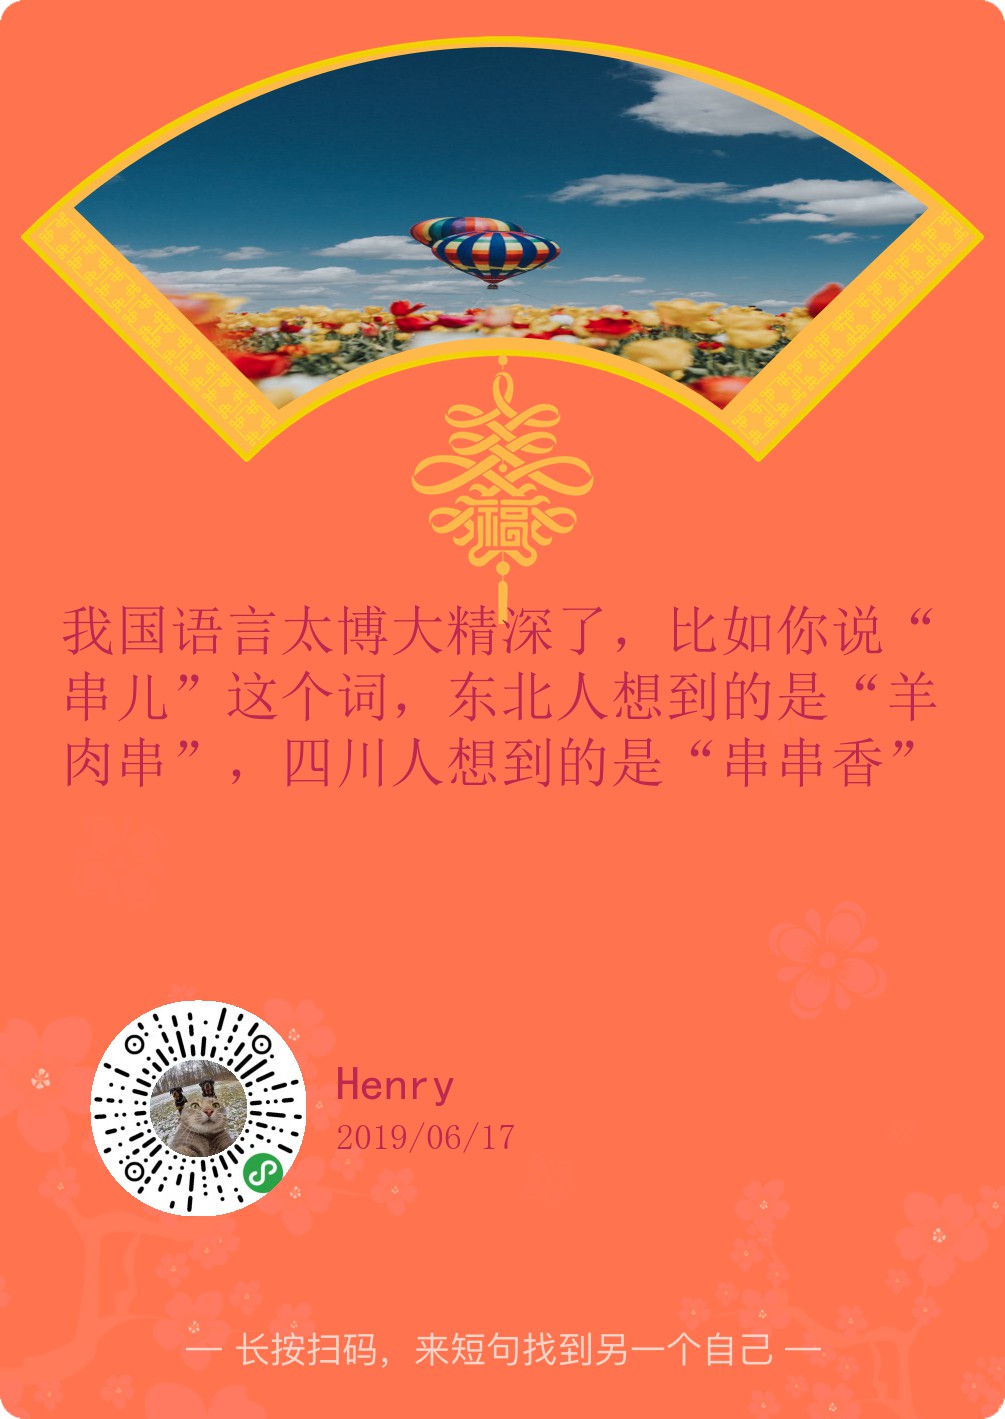 福
我国语言太博大精深了，比如你说“
串儿”这个词，东北人想到的是“羊
肉串”，四川人想到的是“串串香”
Henry
2019/06/17
— 长按扫码，来短句找到另一个自己 —